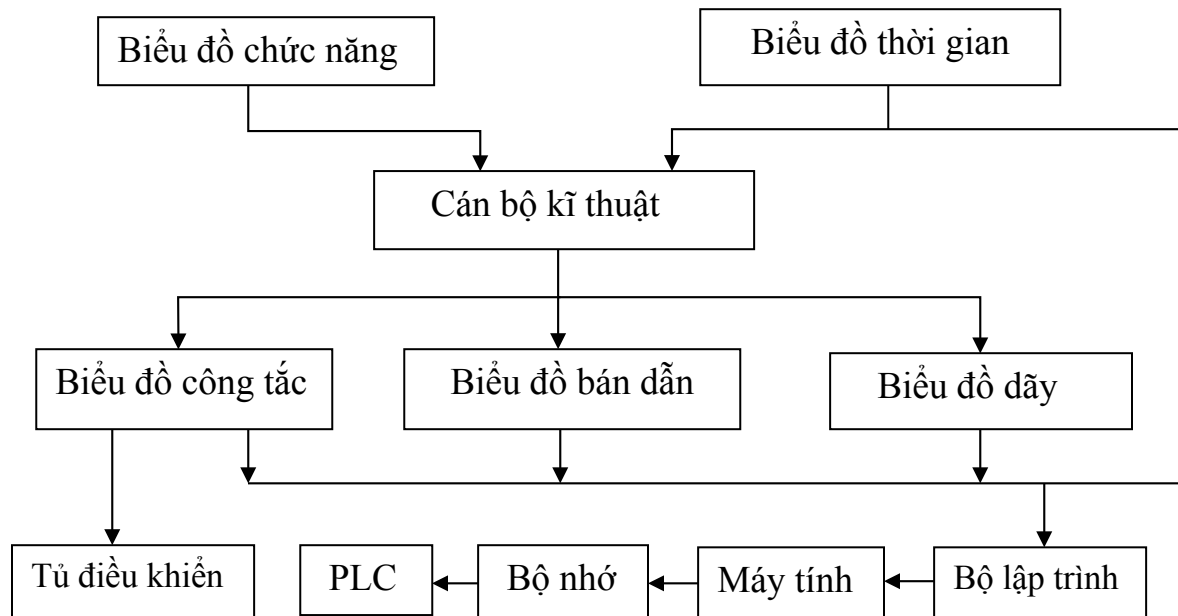 Biểu đồ chức năng
Biểu đồ thời gian
Cán bộ kĩ thuật
Biểu đồ công tắc
Biểu đồ bán dẫn
Biểu đồ dãy
Tủ điều khiển
PLC
Bộ nhớ
Máy tính
Bộ lập trình